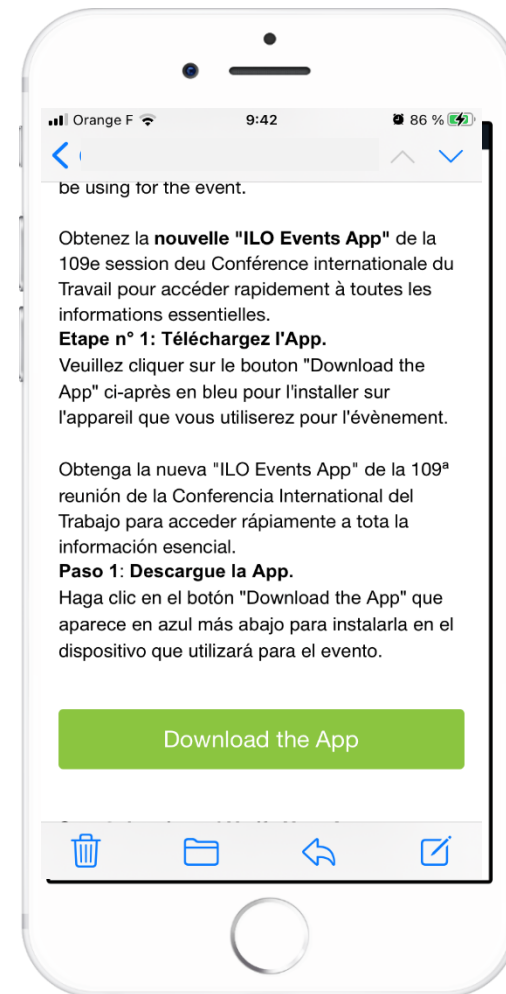 Orange F 9:42 86 %
be using for the event.
Obtenez la nouvelle "ILO Events App" de la
109e session deu Conférence internationale du
Travail pour accéder rapidement à toutes les
informations essentielles.
Etape n° 1: Téléchargez l'App.
Veuillez cliquer sur le bouton "Download the
App" ci-après en bleu pour l'installer sur
l'appareil que vous utiliserez pour l'évènement.
Obtenga la nueva "ILO Events App" de la 109ª
reunión de la Conferencia International del
Trabajo para acceder rápiamente a tota la
información esencial.
Paso 1: Descargue la App.
Haga clic en el botón "Download the App" que
aparece en azul más abajo para instalarla en el
dispositivo que utilizará para el evento.
Download the App